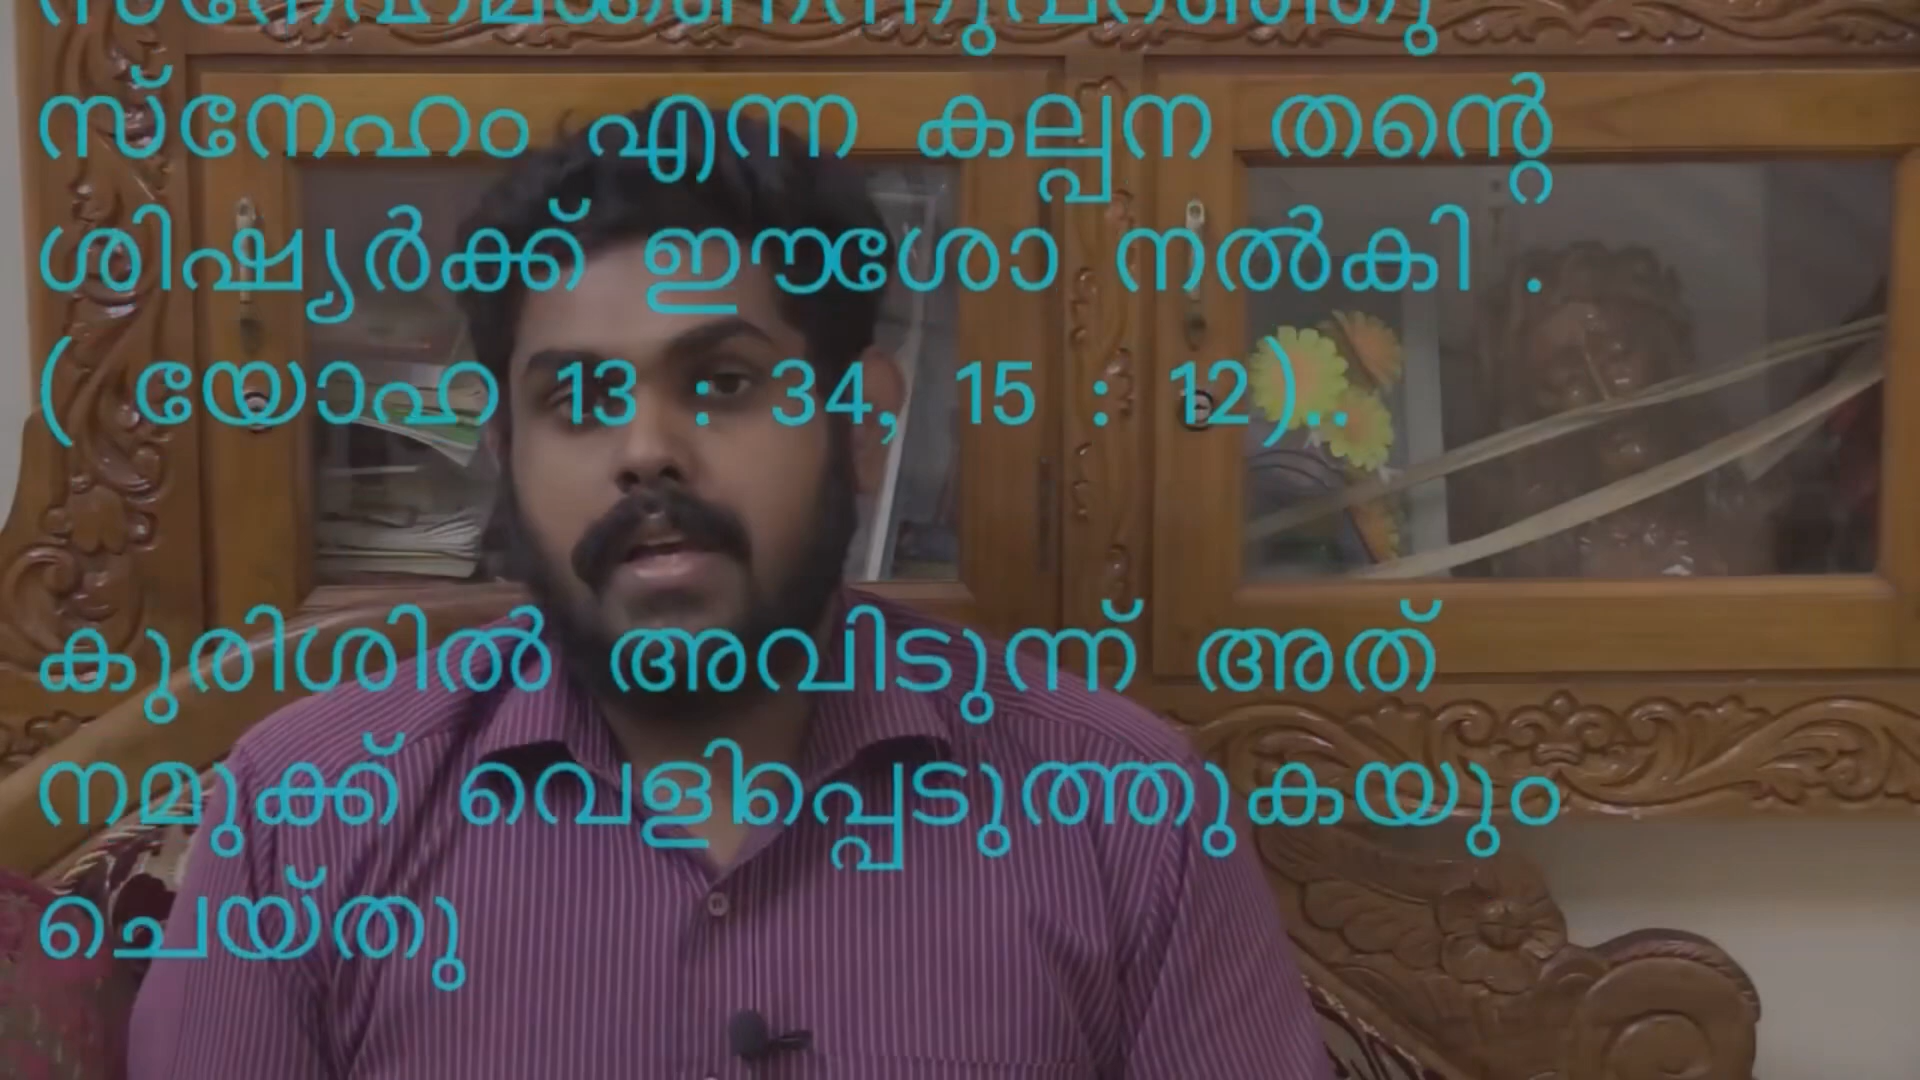 സ്നേഹം എന്ന കല്പന തന്റെ
ശിഷ്യർക്ക് ഈശോ നൽകി .
( യോഹ 13 : 34, 15 : 12)..
കുരിശിൽ അവിടുന്ന് അത്
നമുക്ക് വെളിപ്പെടുത്തുകയും
ചെയ്തു